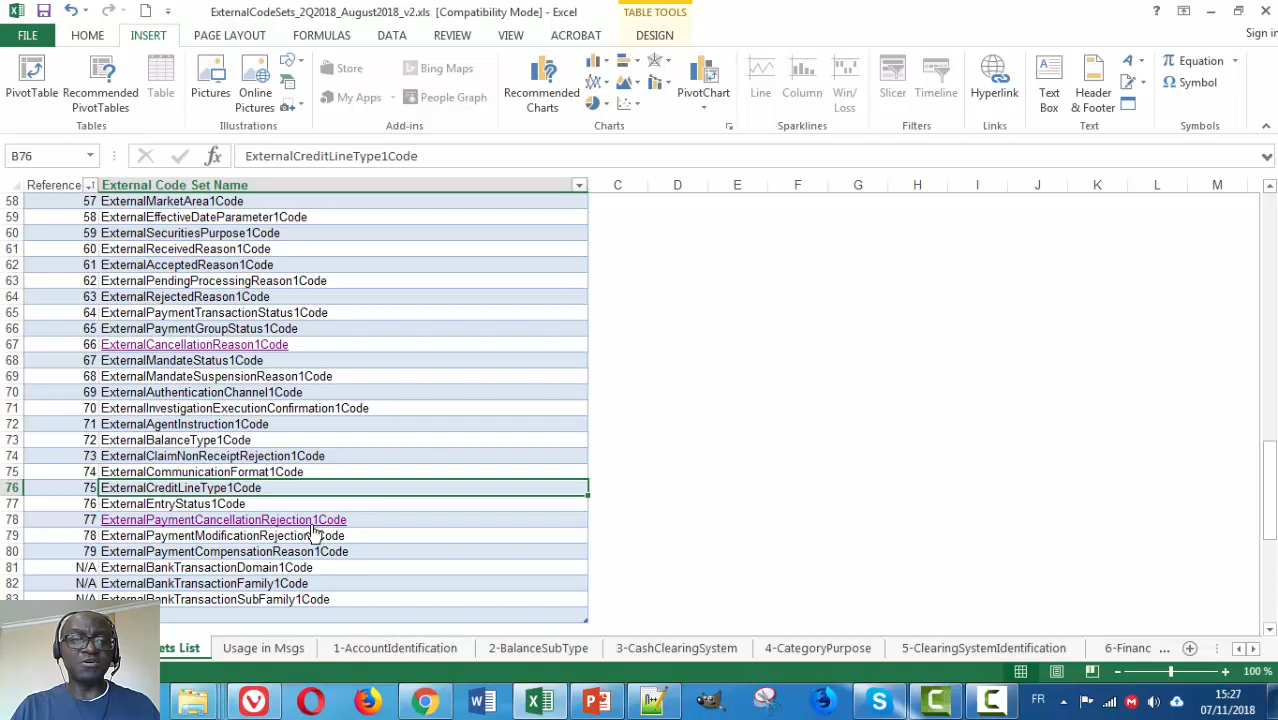 ExternalCodeSets_2Q2018_August2018_v2.xls [Compatibility Mode] - Excel
TABLE TOOLS
Sign in
FILE HOME INSERT PAGE LAYOUT FORMULAS DATA REVIEW VIEW ACROBAT DESIGN
PivotTable Recommended PivotTables Table Pictures Online Pictures Store My Apps Bing Maps People Graph Recommended Charts PivotChart Line Column Win/Loss Slicer Timeline Hyperlink Text Box Header & Footer Equation Symbol
Tables Illustrations Add-ins Charts Sparklines Filters Links Text Symbols
B76 fx ExternalCreditLineType1Code
Reference External Code Set Name C D E F G H I J K L M
58 57 ExternalMarketArea1Code
59 58 ExternalEffectiveDateParameter1Code
60 59 ExternalSecuritiesPurpose1Code
61 60 ExternalReceivedReason1Code
62 61 ExternalAcceptedReason1Code
63 62 ExternalPendingProcessingReason1Code
64 63 ExternalRejectedReason1Code
65 64 ExternalPaymentTransactionStatus1Code
66 65 ExternalPaymentGroupStatus1Code
67 66 ExternalCancellationReason1Code
68 67 ExternalMandateStatus1Code
69 68 ExternalMandateSuspensionReason1Code
70 69 ExternalAuthenticationChannel1Code
71 70 ExternalInvestigationExecutionConfirmation1Code
72 71 ExternalAgentInstruction1Code
73 72 ExternalBalanceType1Code
74 73 ExternalClaimNonReceiptRejection1Code
75 74 ExternalCommunicationFormat1Code
76 75 ExternalCreditLineType1Code
77 76 ExternalEntryStatus1Code
78 77 ExternalPaymentCancellationRejection1Code
79 78 ExternalPaymentModificationRejection1Code
80 79 ExternalPaymentCompensationReason1Code
81 N/A ExternalBankTransactionDomain1Code
82 N/A ExternalBankTransactionFamily1Code
83 N/A ExternalBankTransactionSubFamily1Code
List Usage in Msgs 1-AccountIdentification 2-BalanceSubType 3-CashClearingSystem 4-CategoryPurpose 5-ClearingSystemIdentification 6-Financ ...
100 %
FR 15:27
07/11/2018